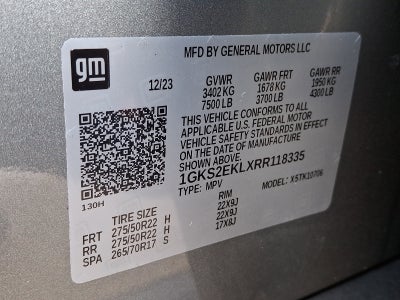 gm
MFD BY GENERAL MOTORS LLC
12/23 GVWR GAWR FRT GAWR RR
3402 KG 1678 KG 1950 KG
7500 LB 3700 LB 4300 LB
THIS VEHICLE CONFORMS TO ALL
APPLICABLE U.S. FEDERAL MOTOR
VEHICLE SAFETY AND THEFT PREVENTION
STANDARDS IN EFFECT ON THE
DATE OF MANUFACTURE
SHOWN ABOVE.
1GKS2EKLXRR118335
TYPE: MPV MODEL: X5TK10706
130H
TIRE SIZE RIM
FRT 275/50R22 H 22X9J
RR 275/50R22 H 22X9J
SPA 265/70R17 S 17X8J